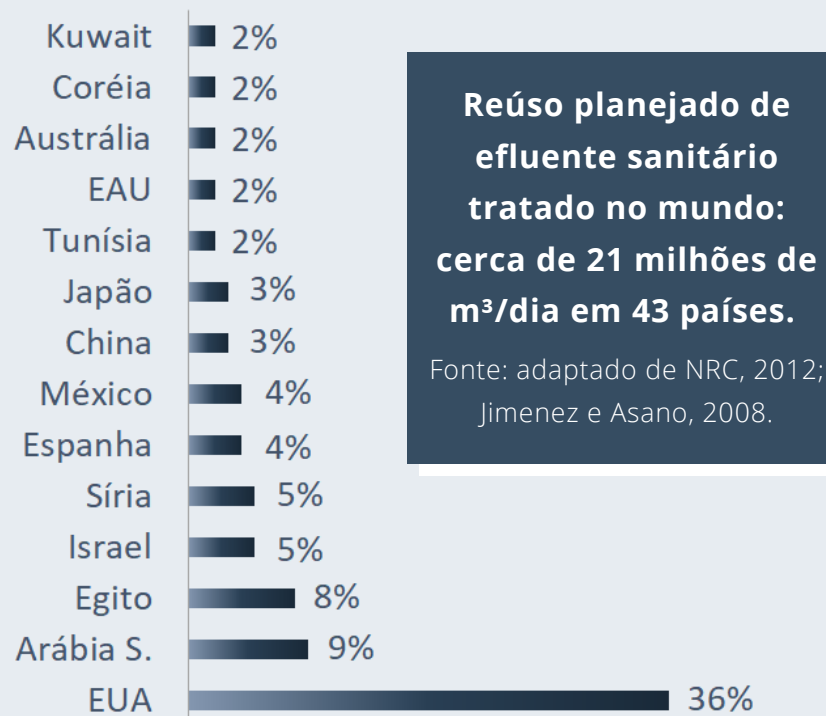 Kuwait 2%
Coréia 2%
Austrália 2%
EAU 2%
Tunísia 2%
Japão 3%
China 3%
México 4%
Espanha 4%
Síria 5%
Israel 5%
Egito 8%
Arábia S. 9%
EUA 36%
Reúso planejado de
efluente sanitário
tratado no mundo:
cerca de 21 milhões de
m³/dia em 43 países.
Fonte: adaptado de NRC, 2012;
Jimenez e Asano, 2008.